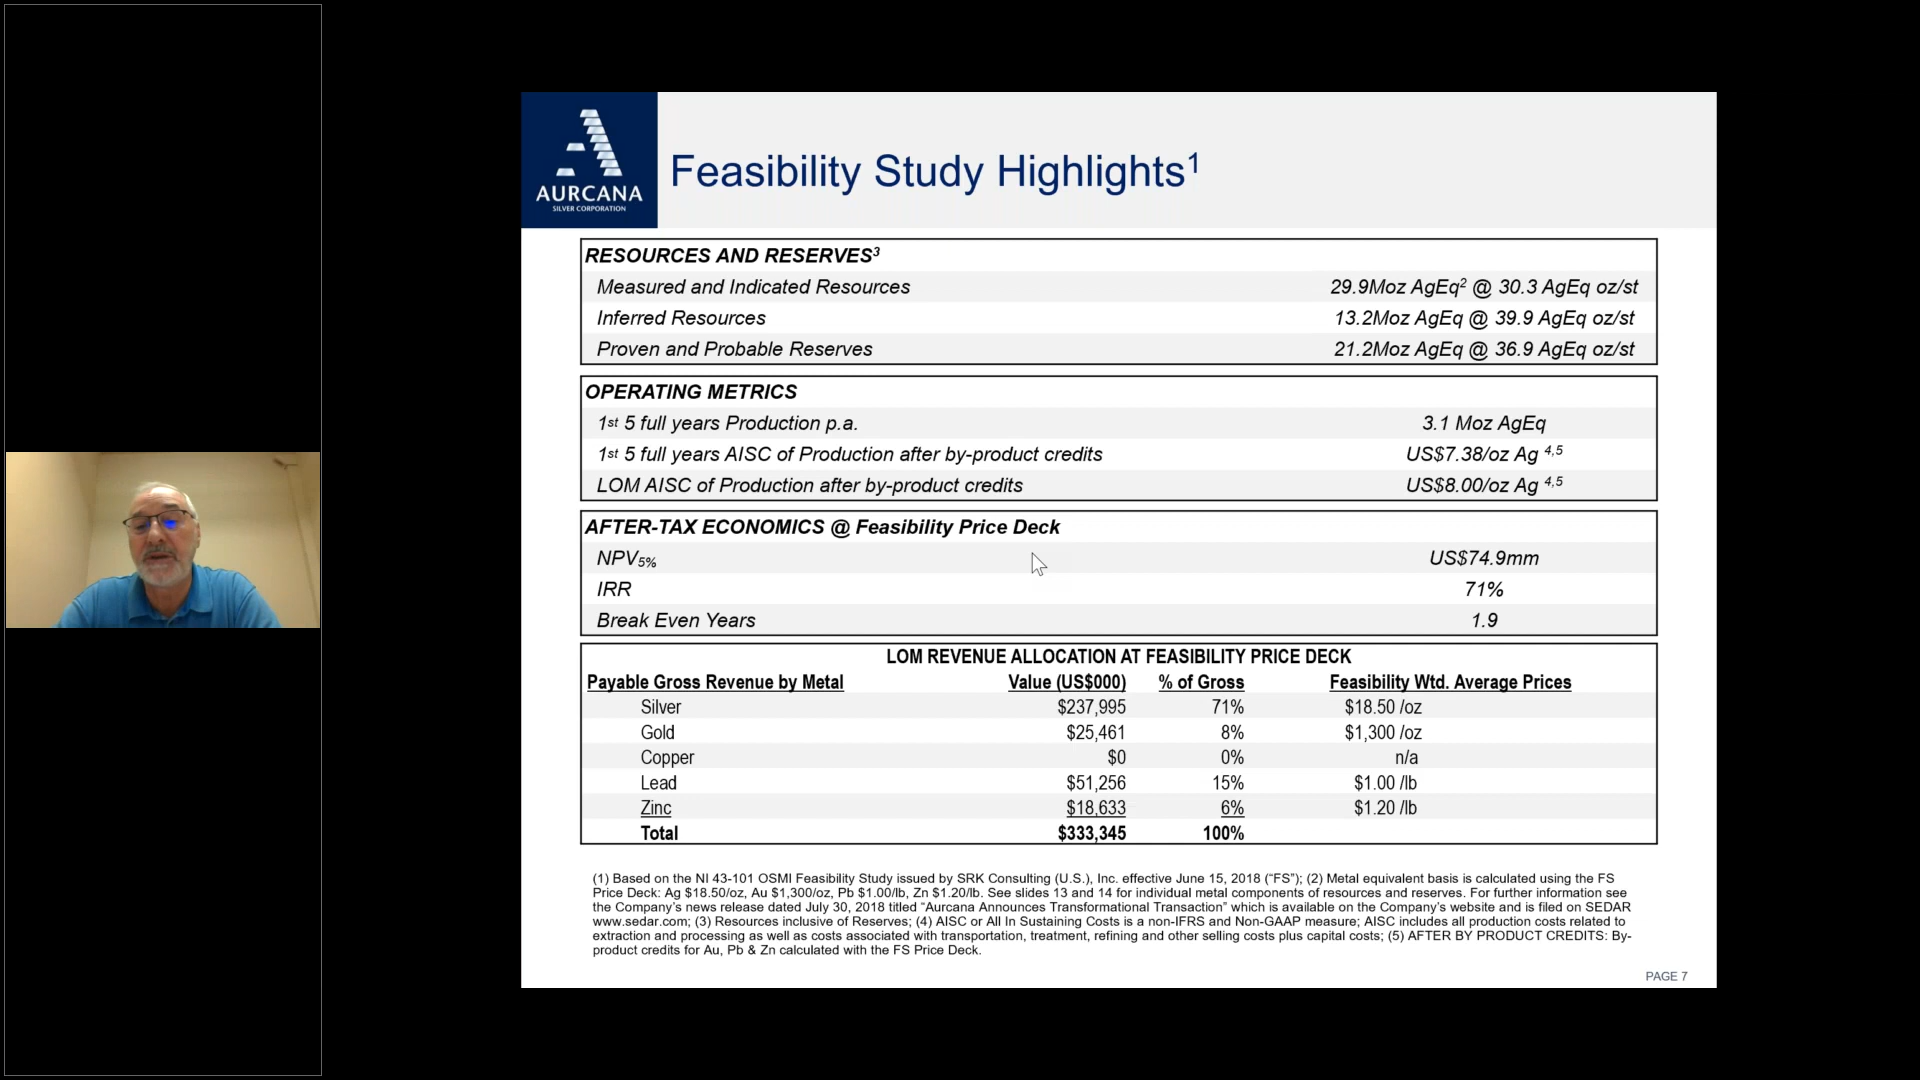 AURCANA
SILVER CORPORATION
Feasibility Study Highlights1
RESOURCES AND RESERVES3
Measured and Indicated Resources 29.9Moz AgEq2 @ 30.3 AgEq oz/st
Inferred Resources 13.2Moz AgEq @ 39.9 AgEq oz/st
Proven and Probable Reserves 21.2Moz AgEq @ 36.9 AgEq oz/st
OPERATING METRICS
1st 5 full years Production p.a. 3.1 Moz AgEq
1st 5 full years AISC of Production after by-product credits US$7.38/oz Ag 4,5
LOM AISC of Production after by-product credits US$8.00/oz Ag 4,5
AFTER-TAX ECONOMICS @ Feasibility Price Deck
NPV5% US$74.9mm
IRR 71%
Break Even Years 1.9
LOM REVENUE ALLOCATION AT FEASIBILITY PRICE DECK
Payable Gross Revenue by Metal Value (US$000) % of Gross Feasibility Wtd. Average Prices
Silver $237,995 71% $18.50 /oz
Gold $25,461 8% $1,300 /oz
Copper $0 0% n/a
Lead $51,256 15% $1.00 /lb
Zinc $18,633 6% $1.20 /lb
Total $333,345 100%
(1) Based on the NI 43-101 OSMI Feasibility Study issued by SRK Consulting (U.S.), Inc. effective June 15, 2018 (“FS”); (2) Metal equivalent basis is calculated using the FS
Price Deck: Ag $18.50/oz, Au $1,300/oz, Pb $1.00/lb, Zn $1.20/lb. See slides 13 and 14 for individual metal components of resources and reserves. For further information see
the Company’s news release dated July 30, 2018 titled “Aurcana Announces Transformational Transaction” which is available on the Company’s website and is filed on SEDAR
www.sedar.com; (3) Resources inclusive of Reserves; (4) AISC or All In Sustaining Costs is a non-IFRS and Non-GAAP measure; AISC includes all production costs related to
extraction and processing as well as costs associated with transportation, treatment, refining and other selling costs plus capital costs; (5) AFTER BY PRODUCT CREDITS: By-
product credits for Au, Pb & Zn calculated with the FS Price Deck.
PAGE 7